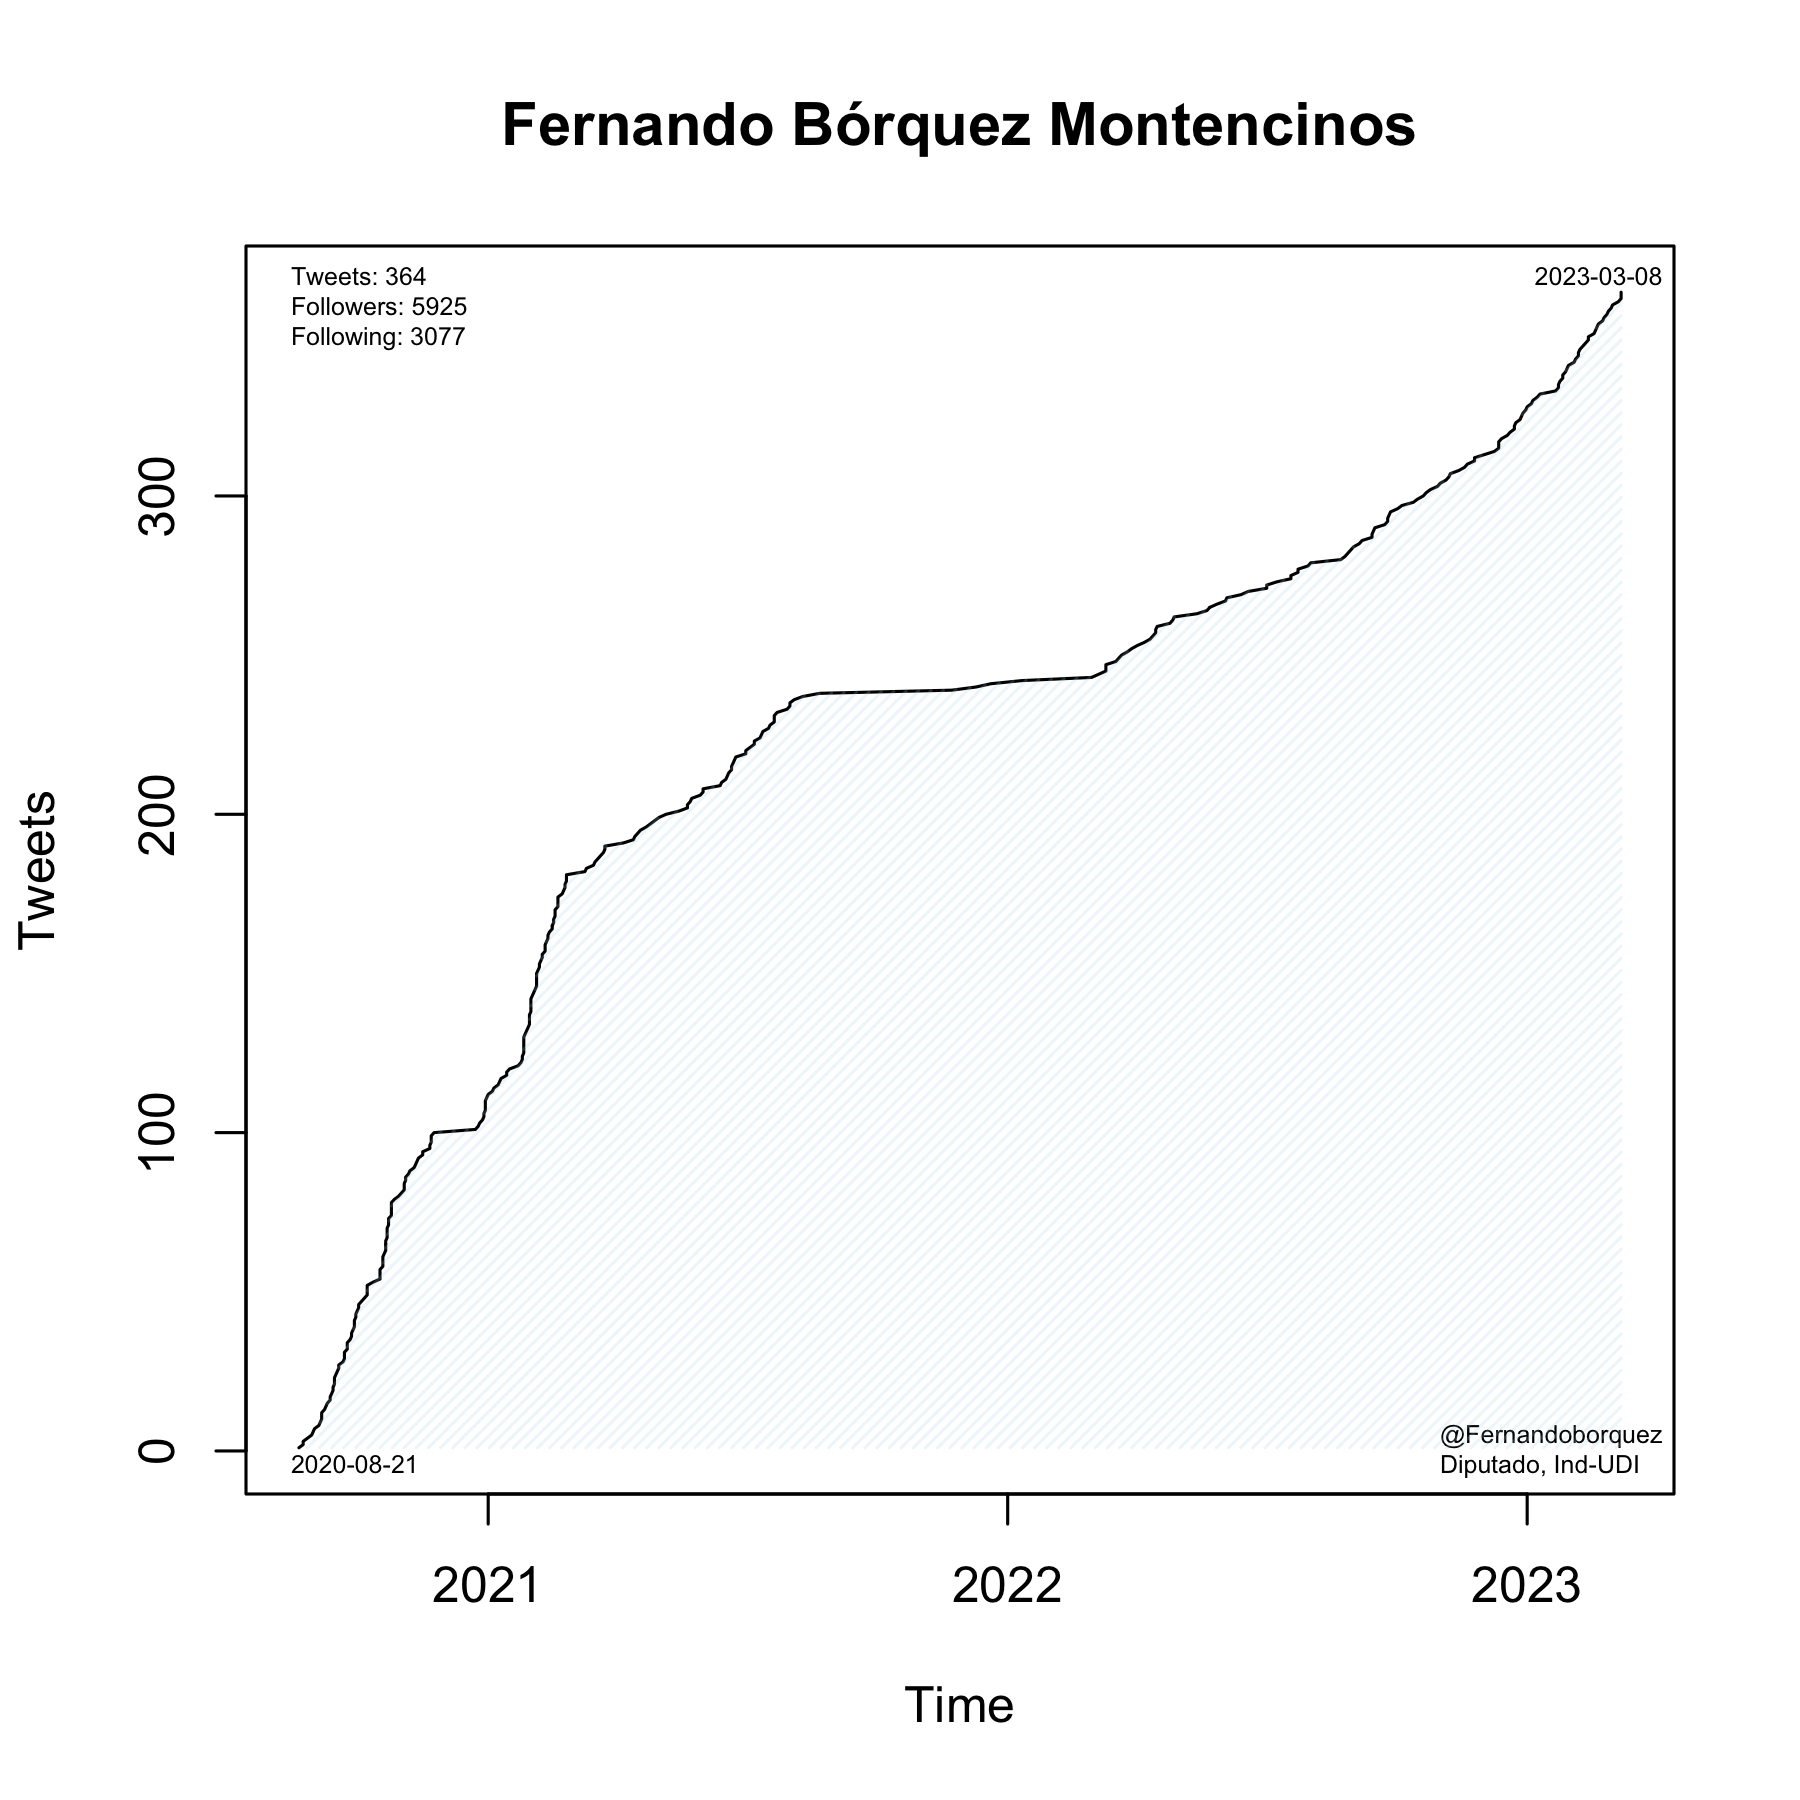 Fernando Bórquez Montencinos
Tweets: 364
Followers: 5925
Following: 3077
2023-03-08
Tweets
300
200
100
0
2020-08-21
@Fernandoborquez
Diputado, Ind-UDI
2021
2022
2023
Time